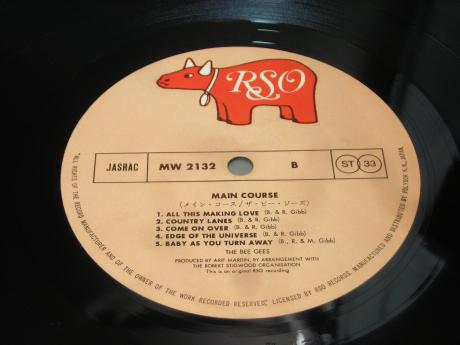 RSO
JASRAC
MW 2132
B
ST 33
MAIN COURSE
(メイン・コース/ザ・ビー・ジーズ)
1. ALL THIS MAKING LOVE (B. & R. Gibb)
2. COUNTRY LANES (B. & R. Gibb)
3. COME ON OVER (B. & R. Gibb)
4. EDGE OF THE UNIVERSE (B. & R. Gibb)
5. BABY AS YOU TURN AWAY (B., R., & M. Gibb)
THE BEE GEES
PRODUCED BY ARIF MARDIN, BY ARRANGEMENT WITH
THE ROBERT STIGWOOD ORGANISATION
This is an original RSO recording
"ALL RIGHTS OF THE RECORD MANUFACTURER AND OF THE OWNER OF THE WORK RECORDED RESERVED", LICENSED BY RSO RECORDS. MANUFACTURED AND DISTRIBUTED BY POLYDOR K.K., JAPAN.